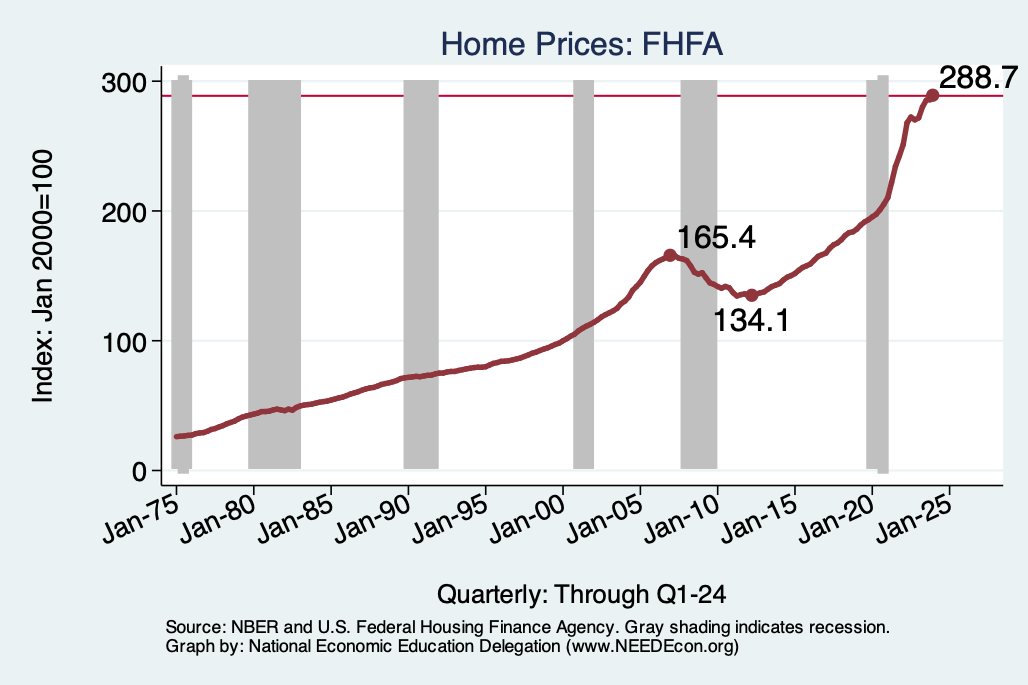 Home Prices: FHFA
288.7
300
200
100
0
165.4
134.1
Index: Jan 2000=100
Jan-75
Jan-80
Jan-85
Jan-90
Jan-95
Jan-00
Jan-05
Jan-10
Jan-15
Jan-20
Jan-25
Quarterly: Through Q1-24
Source: NBER and U.S. Federal Housing Finance Agency. Gray shading indicates recession.
Graph by: National Economic Education Delegation (www.NEEDEcon.org)